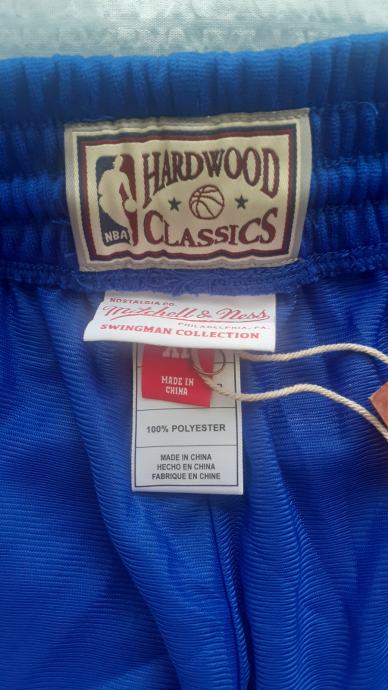 HARDWOOD
CLASSICS
NBA
NOSTALGIA CO.
Mitchell & Ness
PHILADELPHIA, PA.
SWINGMAN COLLECTION
MADE IN
CHINA
100% POLYESTER
MADE IN CHINA
HECHO EN CHINA
FABRIQUE EN CHINE